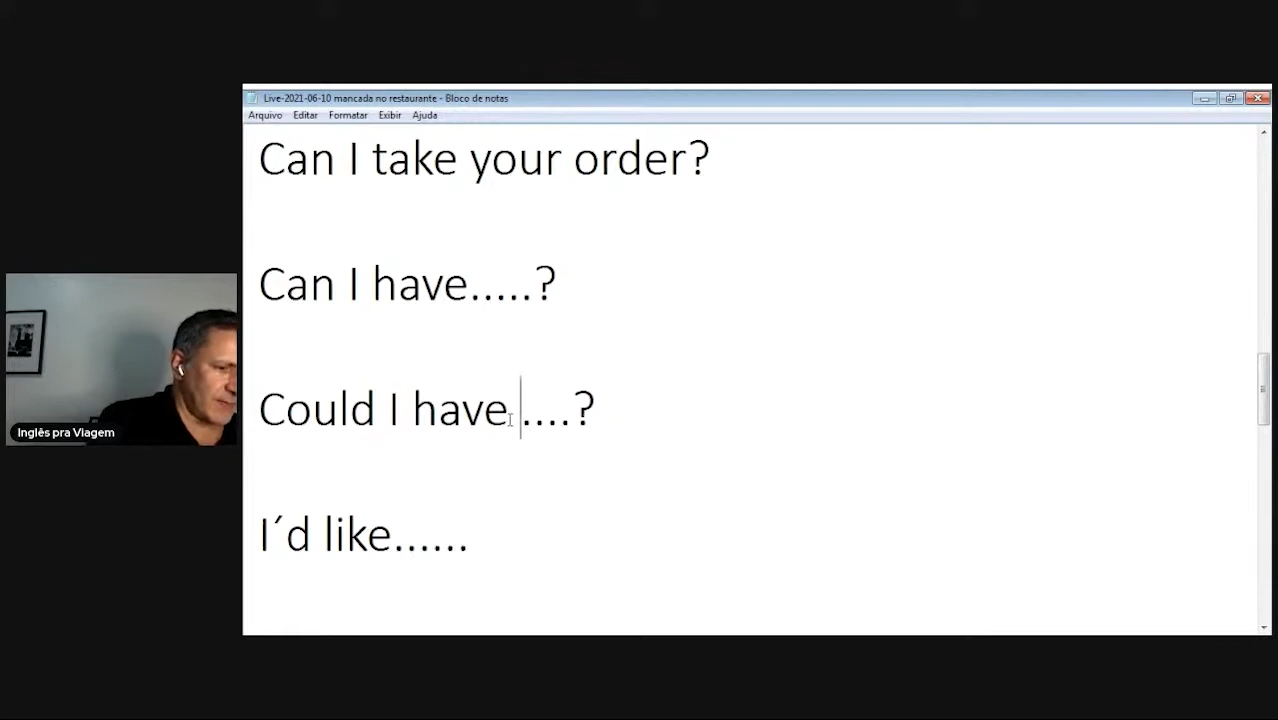 Live-2021-06-10 mancada no restaurante - Bloco de notas
Arquivo Editar Formatar Exibir Ajuda
Can I take your order?
Can I have.....?
Could I have ....?
I´d like......
Inglês pra Viagem